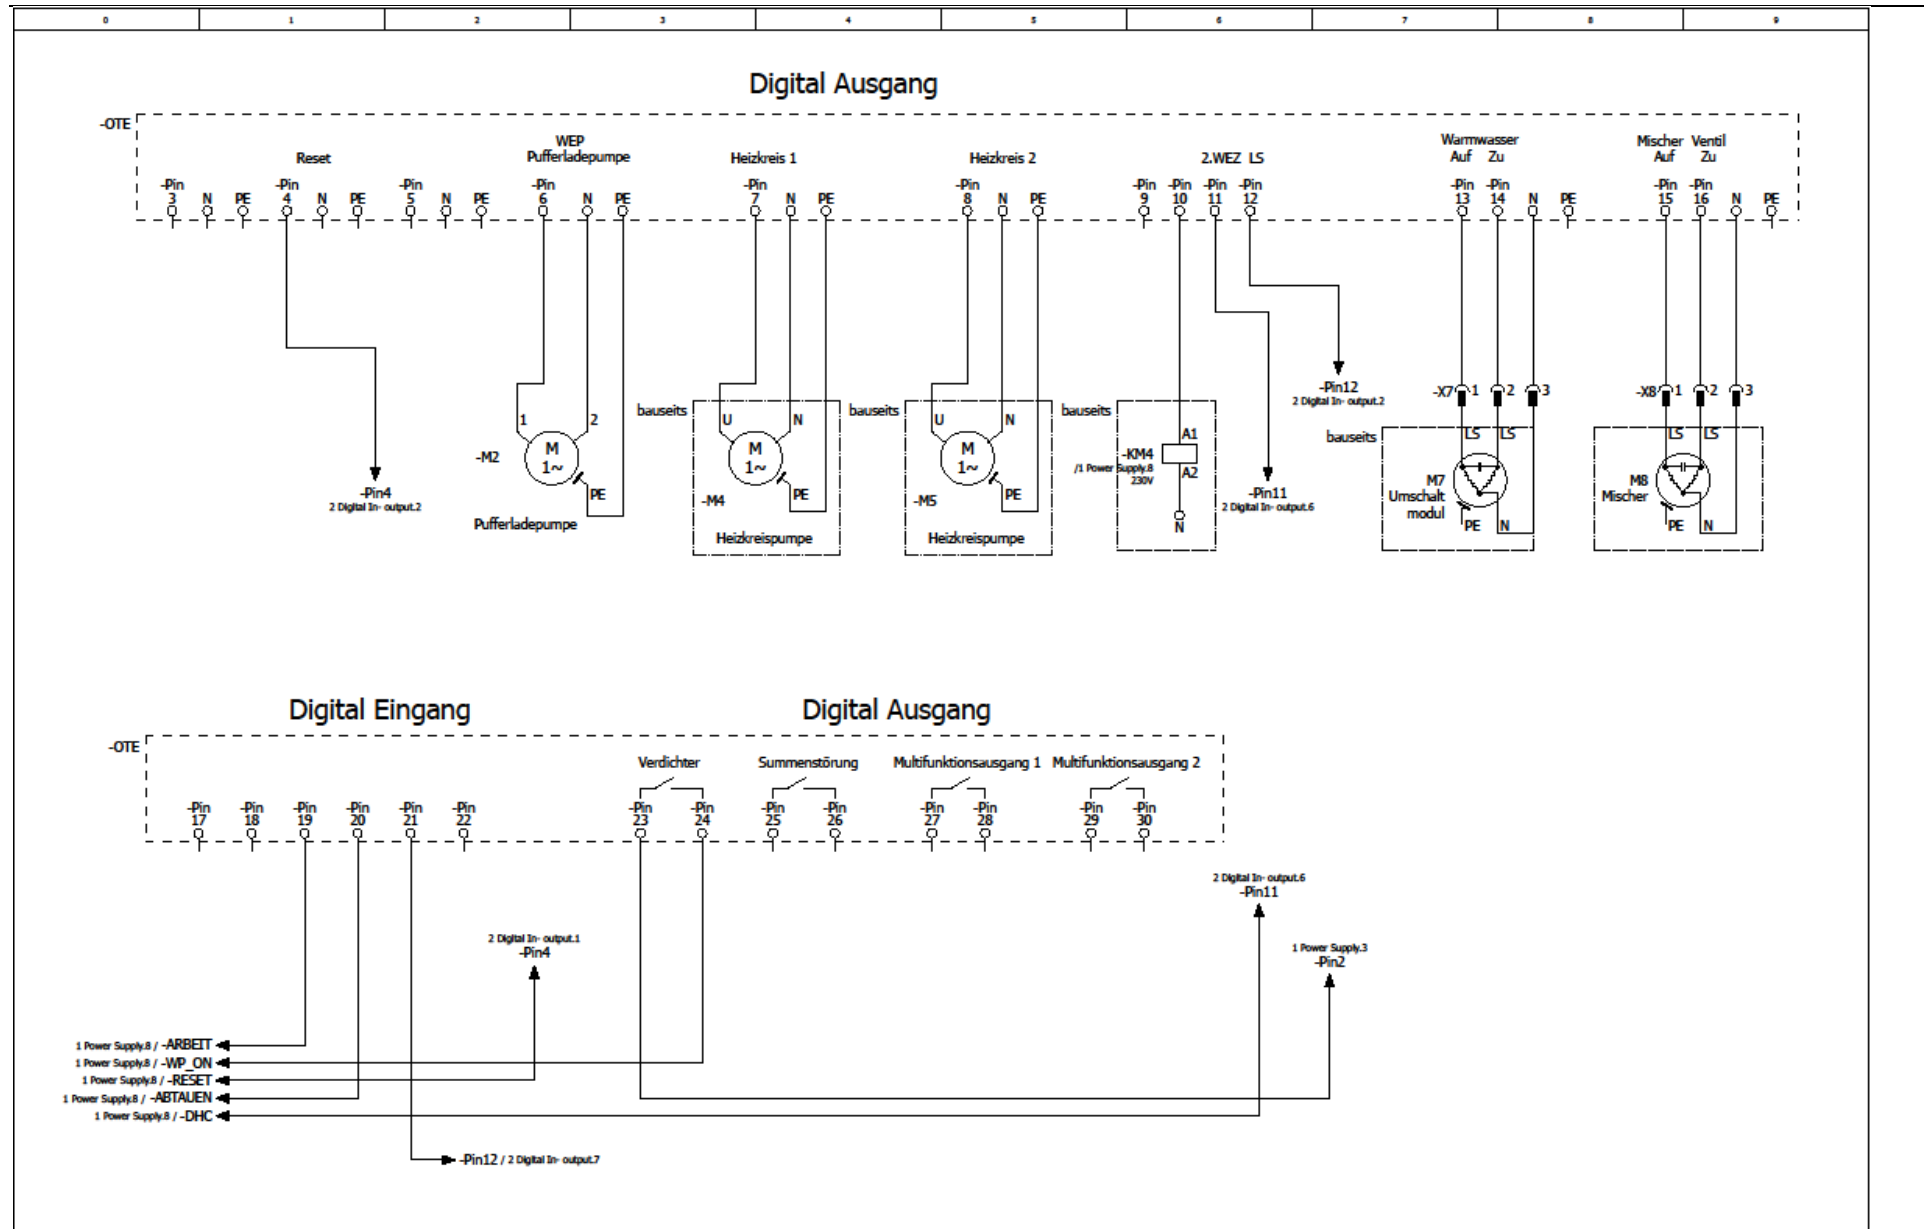 0 1 2 3 4 5 6 7 8 9
Digital Ausgang
-OTE
Reset
WEP
Pufferladepumpe
Heizkreis 1
Heizkreis 2
2.WEZ LS
Warmwasser
Auf Zu
Mischer Ventil
Auf Zu
-Pin -Pin -Pin -Pin -Pin -Pin -Pin -Pin -Pin -Pin -Pin -Pin -Pin -Pin
3 N PE 4 N PE 5 N PE 6 N PE 7 N PE 8 N PE 9 10 11 12 13 14 N PE 15 16 N PE
-Pin4
2 Digital In- output.2
1 2
-M2
M
1~
PE
Pufferladepumpe
bauseits
U N
M
1~
PE
-M4
Heizkreispumpe
bauseits
U N
M
1~
PE
-M5
Heizkreispumpe
bauseits
A1
-KM4
/1 Power Supply.8
230V
A2
N
-Pin11
2 Digital In- output.6
-Pin12
2 Digital In- output.2
-X7 1 2 3
bauseits
LS LS
M7
Umschalt
modul
PE N
-X8 1 2 3
LS LS
M8
Mischer
PE N
Digital Eingang
Digital Ausgang
-OTE
Verdichter
Summenstörung
Multifunktionsausgang 1
Multifunktionsausgang 2
-Pin -Pin -Pin -Pin -Pin -Pin -Pin -Pin -Pin -Pin -Pin -Pin -Pin -Pin
17 18 19 20 21 22 23 24 25 26 27 28 29 30
2 Digital In- output.6
-Pin11
2 Digital In- output.1
-Pin4
1 Power Supply.3
-Pin2
1 Power Supply.8 / -ARBEIT
1 Power Supply.8 / -WP_ON
1 Power Supply.8 / -RESET
1 Power Supply.8 / -ABTAUEN
1 Power Supply.8 / -DHC
-Pin12 / 2 Digital In- output.7